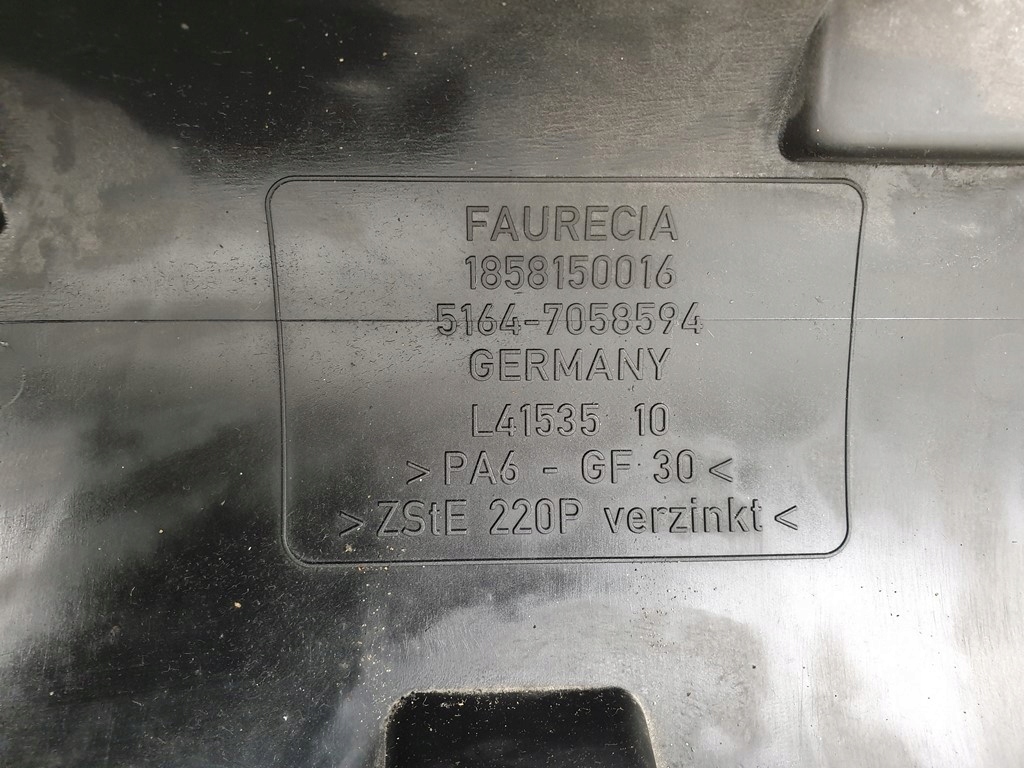 FAURECIA
1858150016
5164-7058594
GERMANY
L41535 10
>PA6 - GF 30<
>ZStE 220P verzinkt<